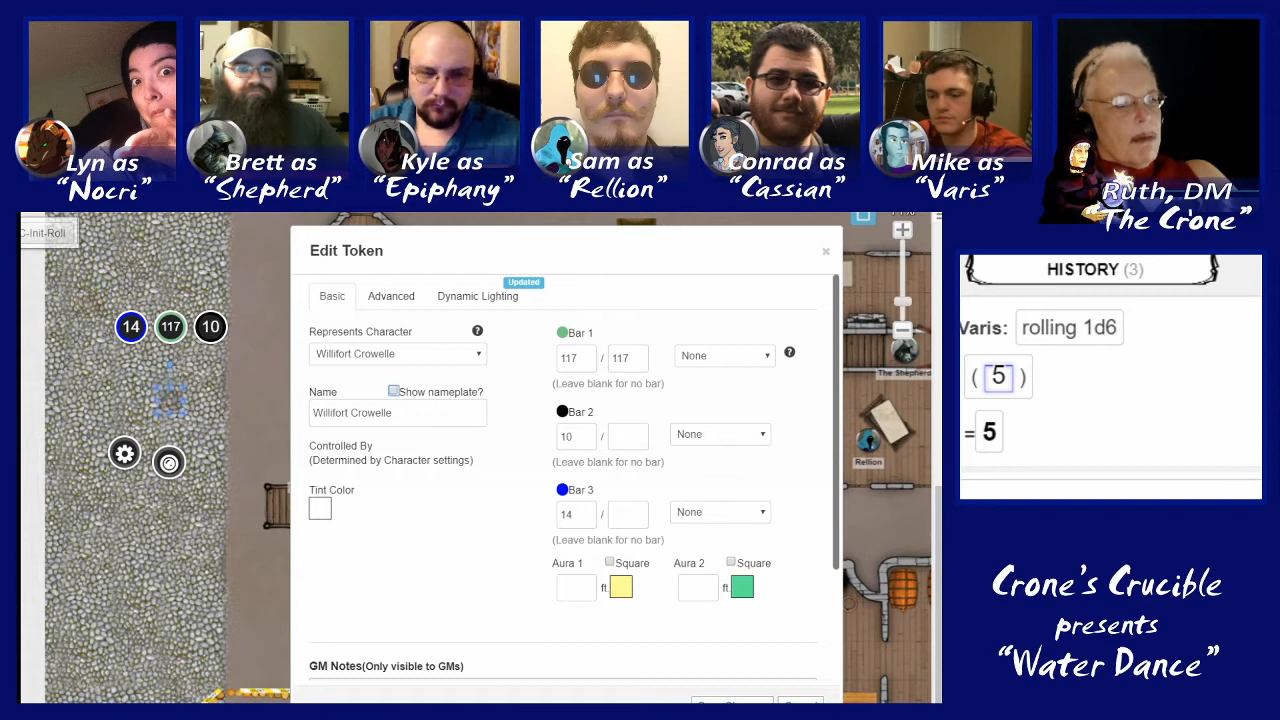 Lyn as
"Nocri"
Brett as
"Shepherd"
Kyle as
"Epiphany"
Sam as
"Rellion"
Conrad as
"Cassian"
Mike as
"Varis"
Ruth, DM
"The Crone"
C-Init-Roll
14
117
10
Edit Token
×
Updated
Basic
Advanced
Dynamic Lighting
Represents Character
?
Willifort Crowelle
Name
Show nameplate?
Willifort Crowelle
Controlled By
(Determined by Character settings)
Tint Color
Bar 1
117 / 117
None
?
(Leave blank for no bar)
Bar 2
10 /
None
(Leave blank for no bar)
Bar 3
14 /
None
(Leave blank for no bar)
Aura 1
Square
Aura 2
Square
ft.
ft.
GM Notes(Only visible to GMs)
The Shepherd
Rellion
HISTORY (3)
Varis: rolling 1d6
( 5 )
= 5
Crone's Crucible
presents
"Water Dance"